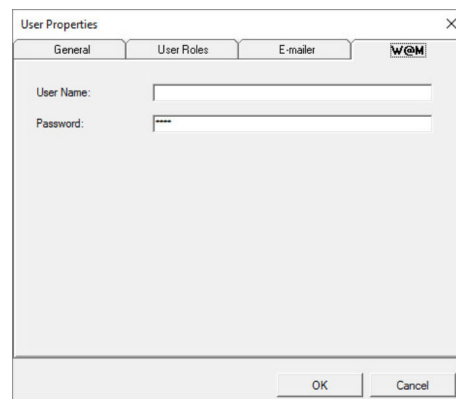 User Properties
General
User Roles
E-mailer
W@M
User Name:
Password:
****
OK
Cancel